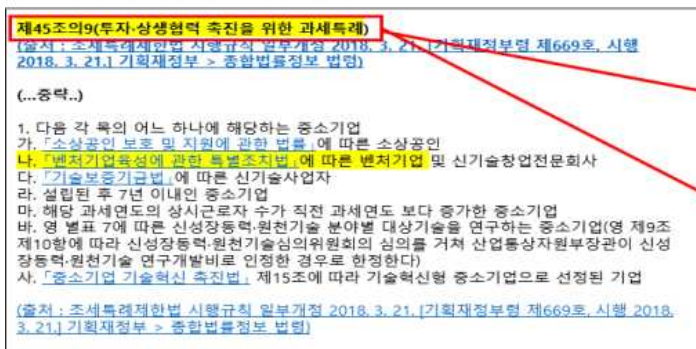 제45조의9(투자·상생협력 촉진을 위한 과세특례)
(출처 : 조세특례제한법 시행규칙 일부개정 2018. 3. 21. [기획재정부령 제669호, 시행
2018. 3. 21.] 기획재정부 > 종합법률정보 법령)
(...중략..)
1. 다음 각 목의 어느 하나에 해당하는 중소기업
가. 「소상공인 보호 및 지원에 관한 법률」에 따른 소상공인
나. 「벤처기업육성에 관한 특별조치법」에 따른 벤처기업 및 신기술창업전문회사
다. 「기술보증기금법」에 따른 신기술사업자
라. 설립된 후 7년 이내인 중소기업
마. 해당 과세연도의 상시근로자 수가 직전 과세연도 보다 증가한 중소기업
바. 영 별표 7에 따른 신성장동력·원천기술 분야별 대상기술을 연구하는 중소기업(영 제9조
제10항에 따라 신성장동력·원천기술심의위원회의 심의를 거쳐 산업통상자원부장관이 신성
장동력·원천기술 연구개발비로 인정한 경우로 한정한다)
사. 「중소기업 기술혁신 촉진법」 제15조에 따라 기술혁신형 중소기업으로 선정된 기업
(출처 : 조세특례제한법 시행규칙 일부개정 2018. 3. 21. [기획재정부령 제669호, 시행 2018.
3. 21.] 기획재정부 > 종합법률정보 법령)